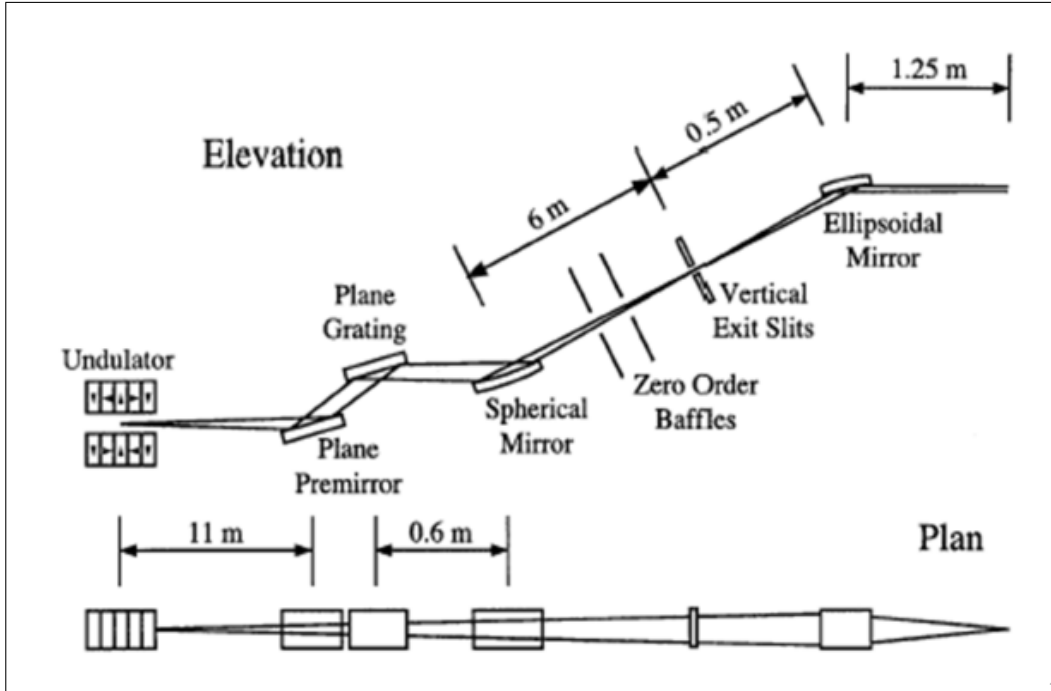 1.25 m
0.5 m
Elevation
6 m
Ellipsoidal
Mirror
Plane
Grating
Vertical
Exit Slits
Undulator
Zero Order
Baffles
Spherical
Mirror
Plane
Premirror
11 m
0.6 m
Plan